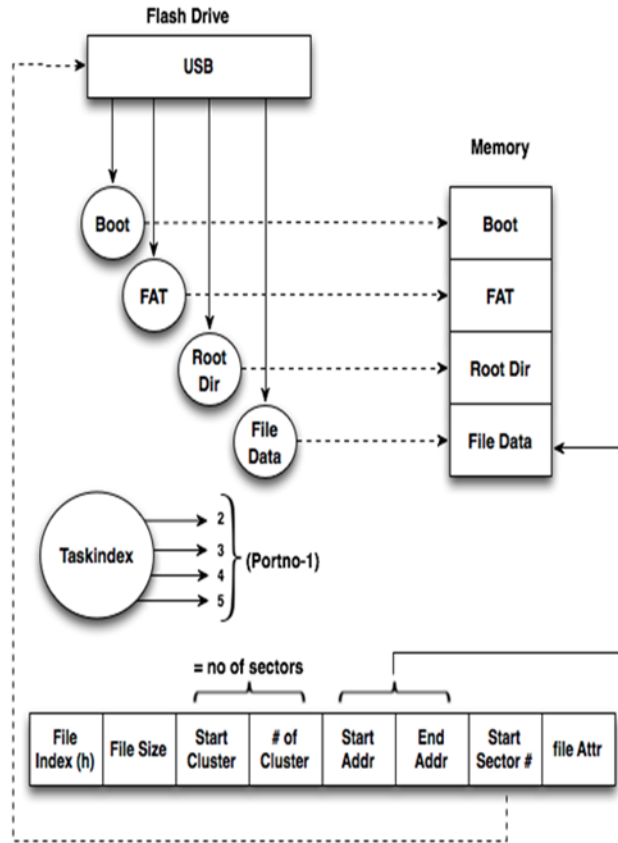 Flash Drive
USB
Memory
Boot
Boot
FAT
FAT
Root
Dir
Root Dir
File
Data
File Data
Taskindex
2
3
4
5
(Portno-1)
= no of sectors
File
Index (h)
File Size
Start
Cluster
# of
Cluster
Start
Addr
End
Addr
Start
Sector #
file Attr